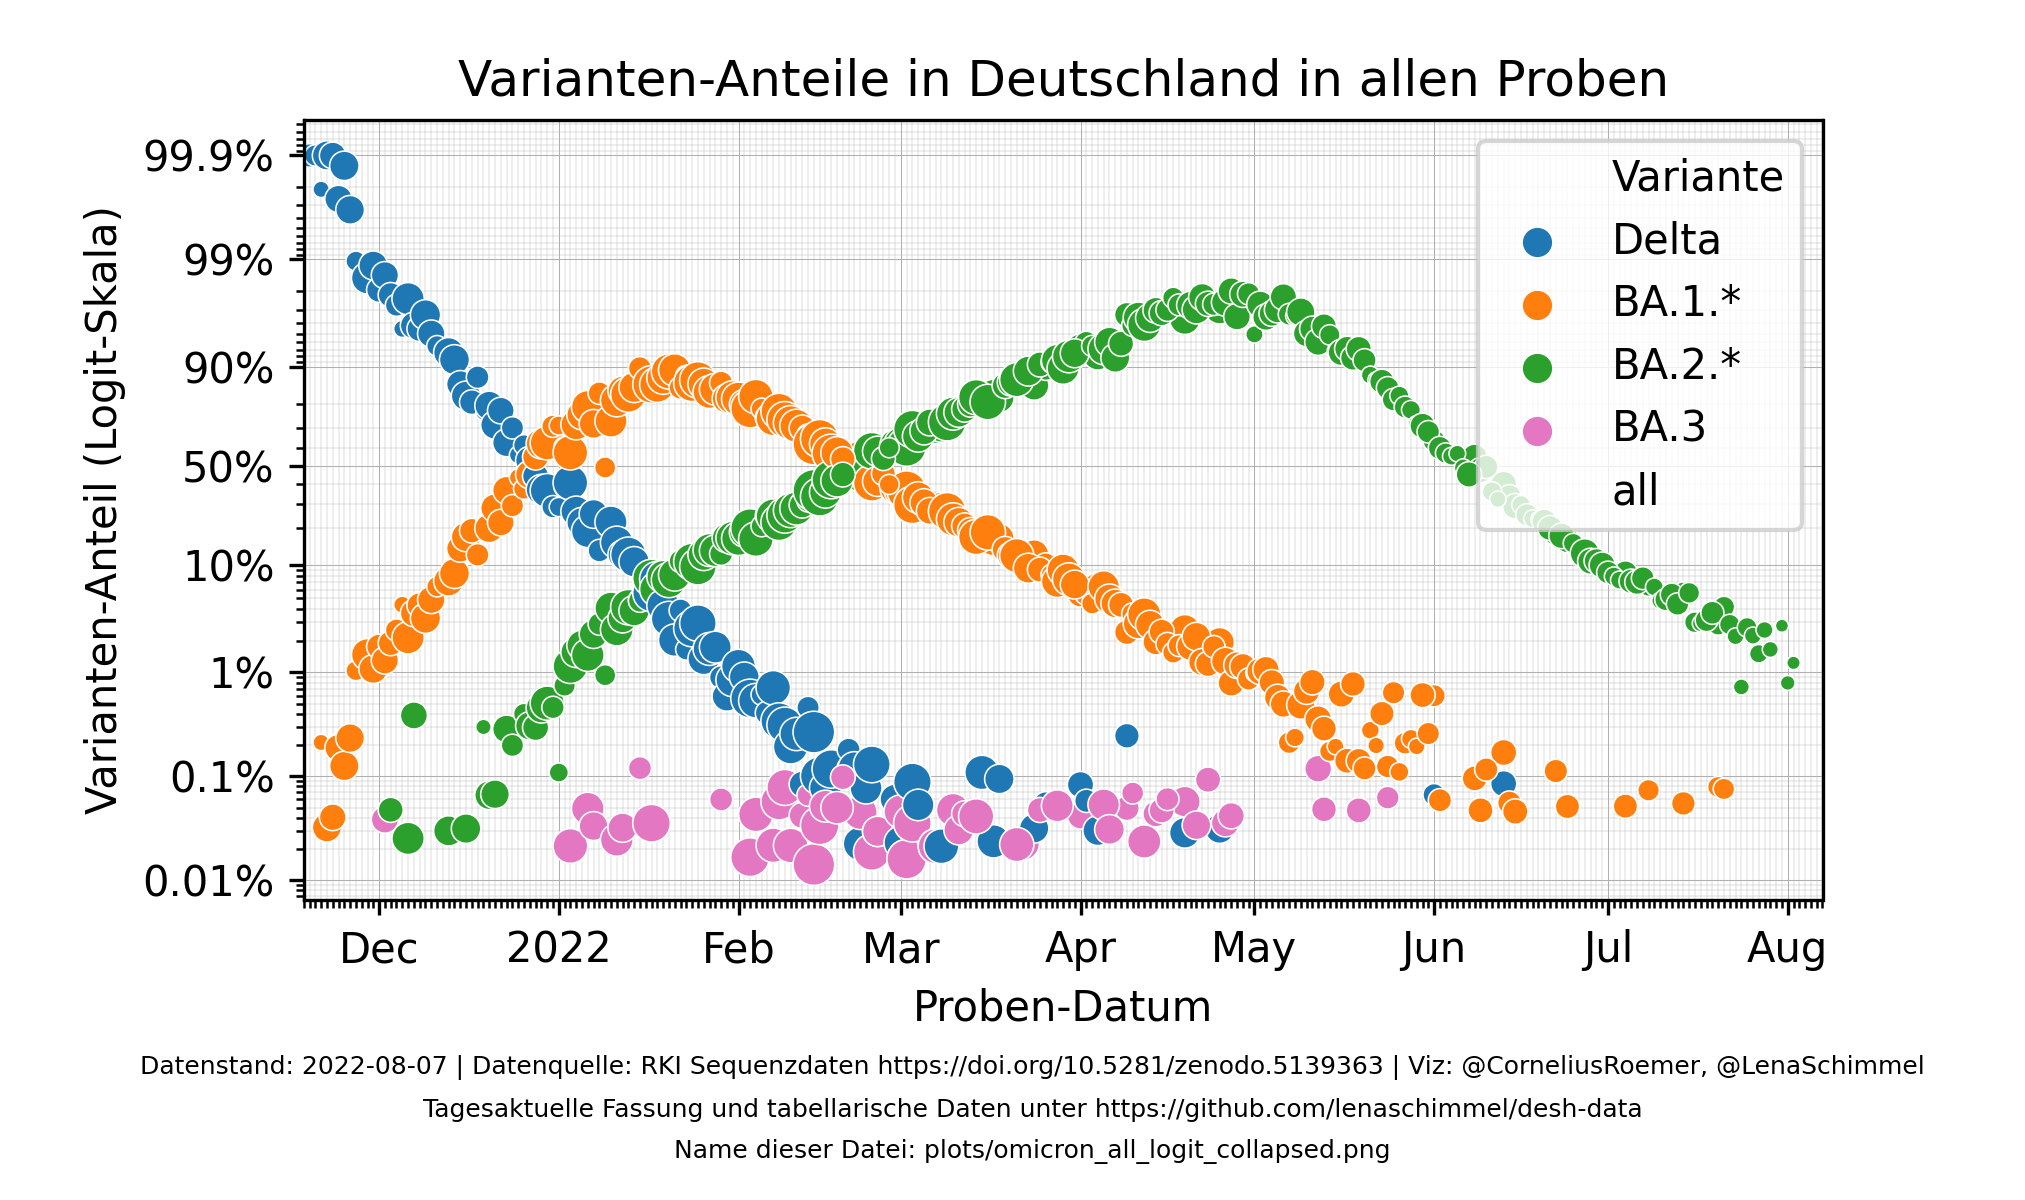 Varianten-Anteile in Deutschland in allen Proben
Varianten-Anteil (Logit-Skala)
99.9%
99%
90%
50%
10%
1%
0.1%
0.01%
Variante
Delta
BA.1.*
BA.2.*
BA.3
all
Dec 2022 Feb Mar Apr May Jun Jul Aug
Proben-Datum
Datenstand: 2022-08-07 | Datenquelle: RKI Sequenzdaten https://doi.org/10.5281/zenodo.5139363 | Viz: @CorneliusRoemer, @LenaSchimmel
Tagesaktuelle Fassung und tabellarische Daten unter https://github.com/lenaschimmel/desh-data
Name dieser Datei: plots/omicron_all_logit_collapsed.png